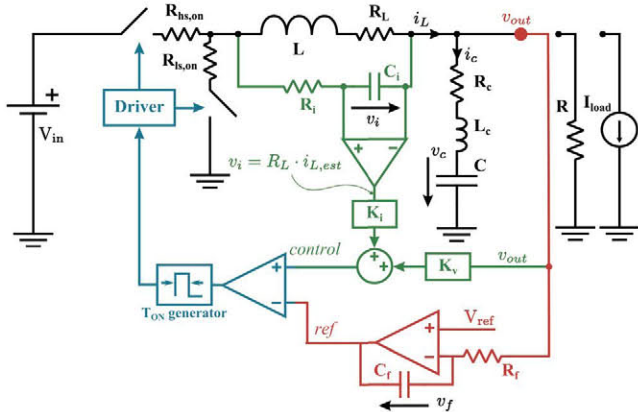 R_hs,on
R_L
i_L
v_out
L
R_ls,on
i_c
C_i
R_c
Driver
R_i
R
I_load
+
V_in
v_i
L_c
+ −
v_c
C
v_i = R_L · i_L,est
K_i
control
+
+
v_out
+
K_v
−
T_ON generator
ref
+
V_ref
−
C_f
R_f
v_f